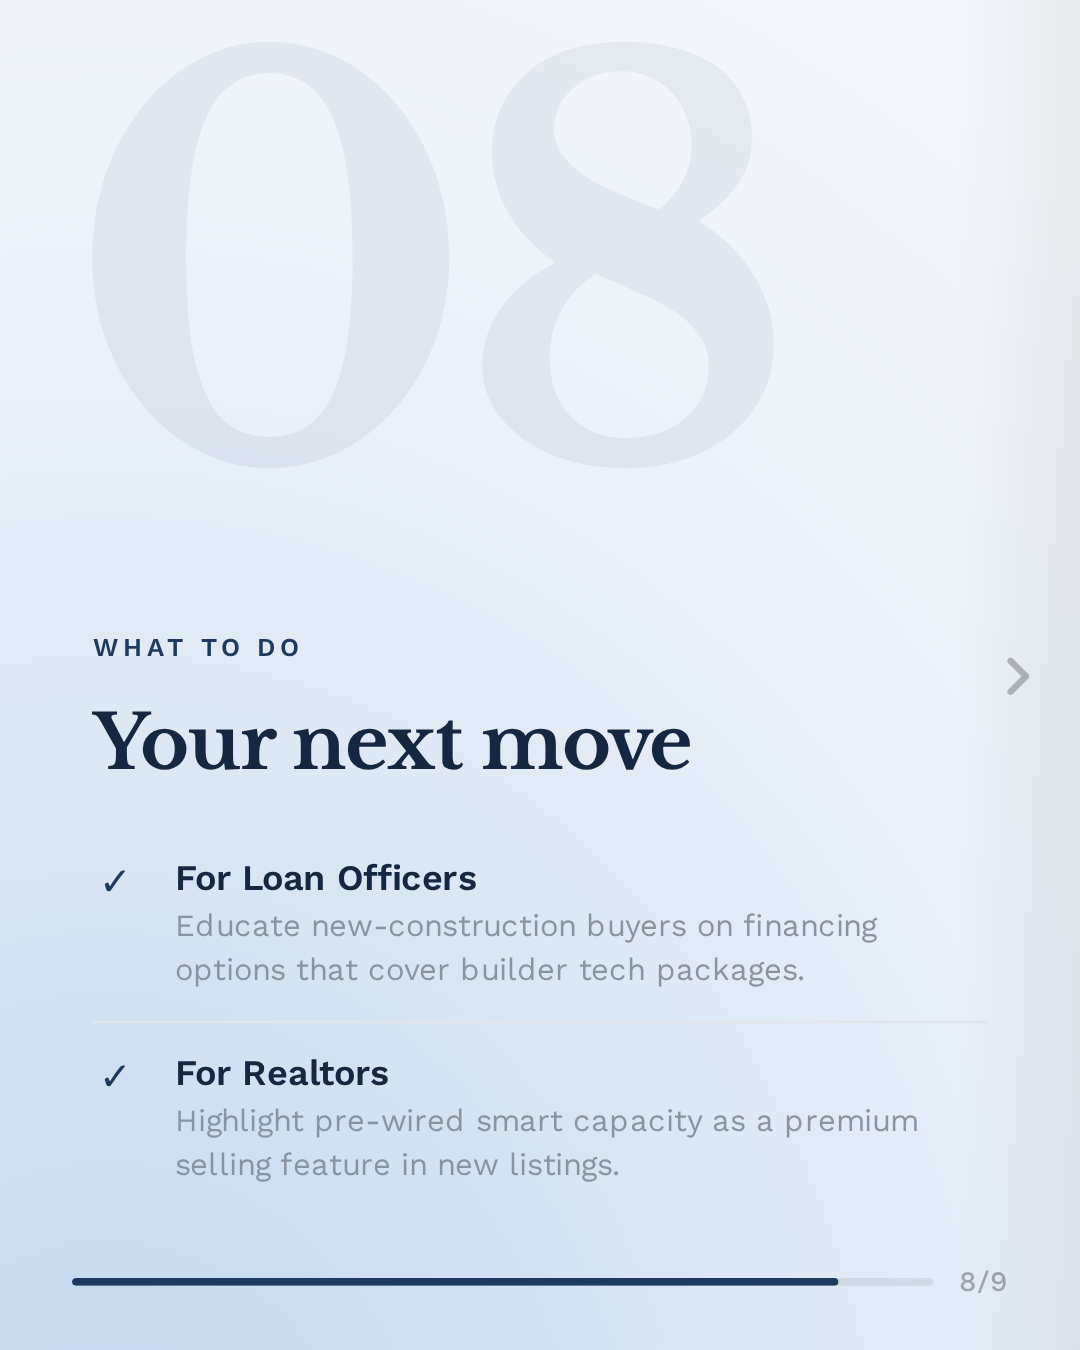 08
WHAT TO DO
Your next move
✓ For Loan Officers
Educate new-construction buyers on financing
options that cover builder tech packages.
✓ For Realtors
Highlight pre-wired smart capacity as a premium
selling feature in new listings.
8/9